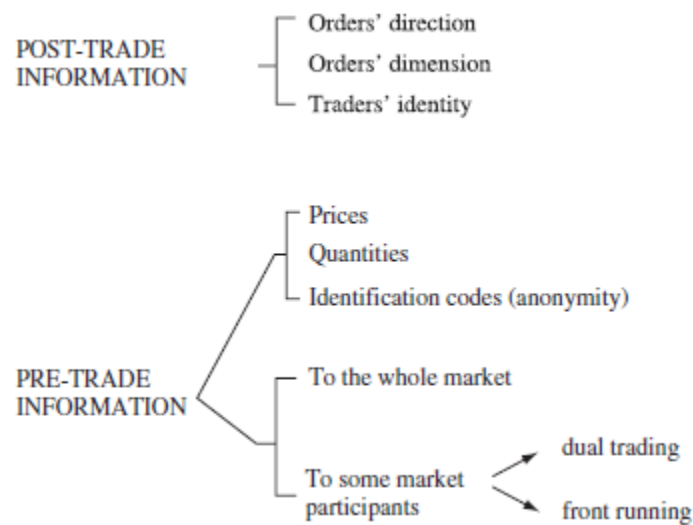 POST-TRADE
INFORMATION
Orders’ direction
Orders’ dimension
Traders’ identity
Prices
Quantities
Identification codes (anonymity)
PRE-TRADE
INFORMATION
To the whole market
To some market
participants
dual trading
front running